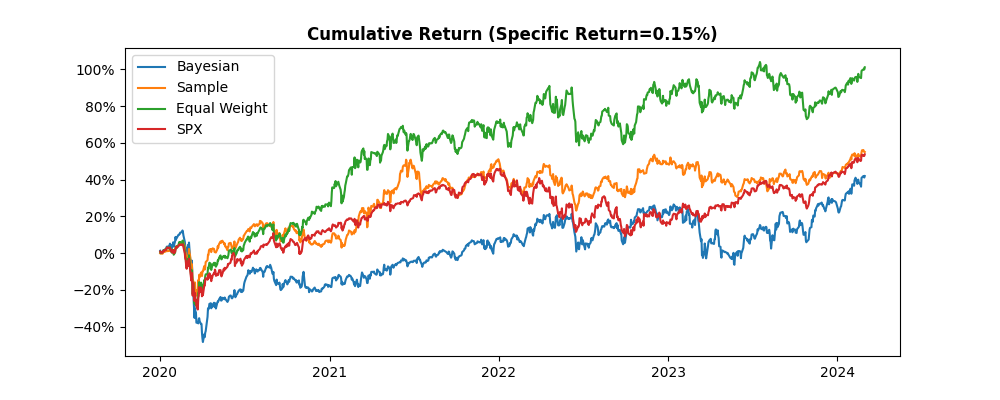 Cumulative Return (Specific Return=0.15%)
Bayesian
Sample
Equal Weight
SPX
100%
80%
60%
40%
20%
0%
−20%
−40%
2020 2021 2022 2023 2024